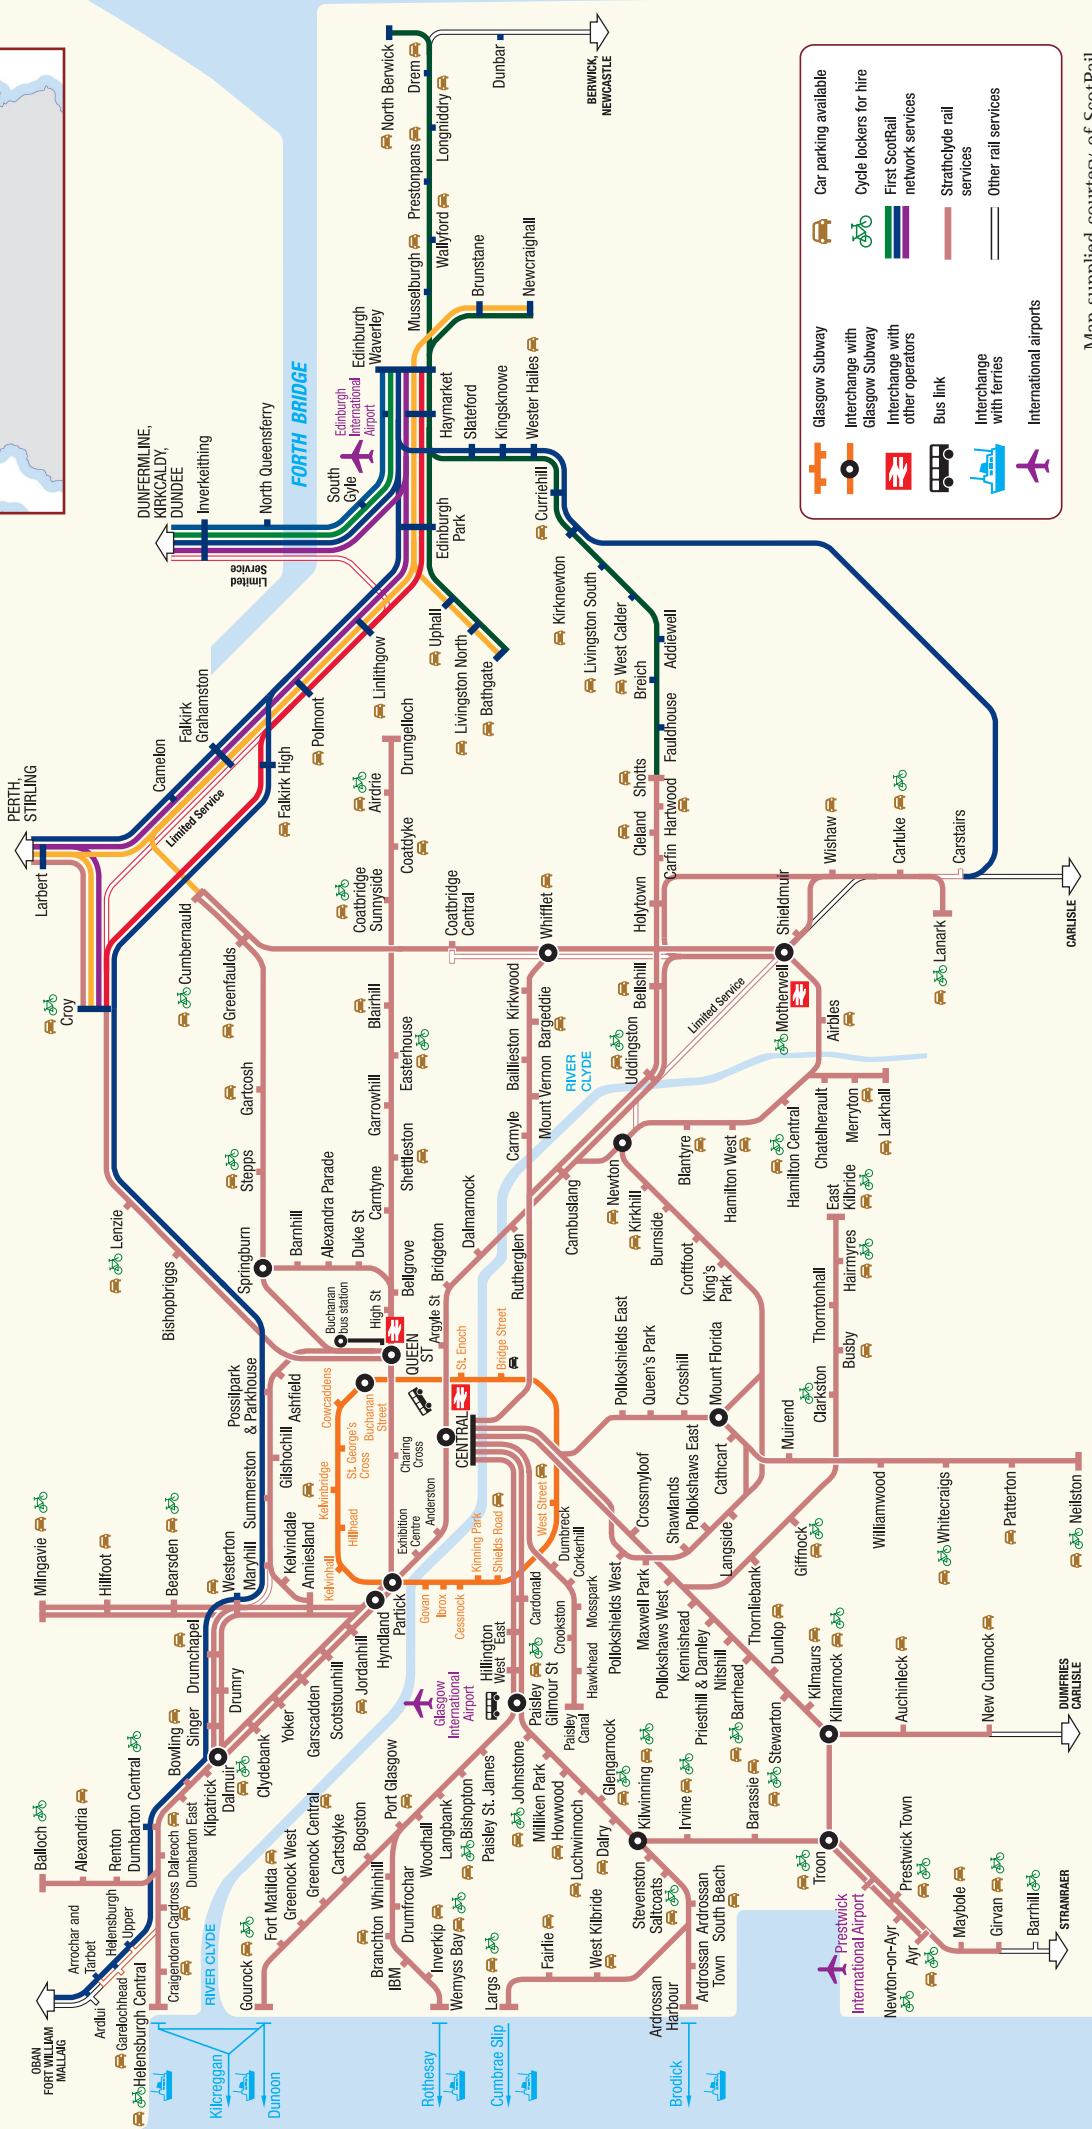 OBAN
FORT WILLIAM
MALLAIG
Ardlui
Arrochar and
Tarbet
Garelochhead
Helensburgh
Upper
Helensburgh Central
Craigendoran
Cardross
Dalreoch
Dumbarton East
Dumbarton Central
Renton
Alexandria
Balloch
Bowling
Kilpatrick
Dalmuir
Singer
Drumchapel
Drumry
Clydebank
Yoker
Garscadden
Scotstounhill
Jordanhill
Hyndland
Partick
Milngavie
Hillfoot
Bearsden
Westerton
Maryhill
Summerston
Kelvindale
Anniesland
Gilshochill
Possilpark
& Parkhouse
Ashfield
Kelvinhall
Hillhead
Kelvinbridge
St. George's
Cross
Cowcaddens
Buchanan
Street
St. Enoch
Bridge Street
West Street
Shields Road
Kinning Park
Cessnock
Ibrox
Govan
Exhibition
Centre
Anderston
Charing
Cross
CENTRAL
QUEEN
ST
Buchanan
bus station
High St
Argyle St
Bellgrove
Bridgeton
Dalmarnock
Rutherglen
Duke St
Alexandra Parade
Barnhill
Springburn
Bishopbriggs
Lenzie
Croy
Stepps
Gartcosh
Greenfaulds
Cumbernauld
Larbert
PERTH,
STIRLING
Camelon
Falkirk
Grahamston
Limited Service
Falkirk High
Polmont
Linlithgow
Carntyne
Shettleston
Garrowhill
Easterhouse
Blairhill
Coatbridge
Sunnyside
Coatdyke
Airdrie
Drumgelloch
Coatbridge
Central
Whifflet
Kirkwood
Bargeddie
Baillieston
Mount Vernon
Carmyle
RIVER
CLYDE
DUNFERMLINE,
KIRKCALDY,
DUNDEE
Inverkeithing
North Queensferry
Limited
Service
FORTH BRIDGE
South
Gyle
Edinburgh
International
Airport
Edinburgh
Waverley
Haymarket
Edinburgh
Park
Uphall
Livingston North
Bathgate
Slateford
Kingsknowe
Wester Hailes
Curriehill
Kirknewton
Livingston South
West Calder
Addiewell
Breich
Fauldhouse
Shotts
Hartwood
Cleland
Carfin
Holytown
Bellshill
Uddingston
Musselburgh
Wallyford
Prestonpans
Longniddry
Drem
North Berwick
Dunbar
BERWICK,
NEWCASTLE
Brunstane
Newcraighall
Limited Service
Motherwell
Shieldmuir
Airbles
Wishaw
Carluke
Carstairs
Lanark
CARLISLE
Cambuslang
Newton
Blantyre
Hamilton West
Hamilton Central
Chatelherault
Merryton
Larkhall
Kirkhill
Burnside
Croftfoot
King's
Park
Mount Florida
Crosshill
Queen's Park
Pollokshields East
Cathcart
Pollokshaws East
Shawlands
Langside
Crossmyloof
Pollokshields West
Maxwell Park
Pollokshaws West
Muirend
Williamwood
Whitecraigs
Patterton
Neilston
East
Kilbride
Hairmyres
Thorntonhall
Busby
Clarkston
Giffnock
Thornliebank
Kennishead
Priesthill & Darnley
Nitshill
Barrhead
Dunlop
Stewarton
Kilmaurs
Kilmarnock
Auchinleck
New Cumnock
DUMFRIES
CARLISLE
Dumbreck
Corkerhill
Mosspark
Crookston
Hawkhead
Paisley
Canal
Cardonald
Hillington
East
West
Paisley
Gilmour St
Glasgow
International
Airport
Paisley St. James
Bishopton
Langbank
Woodhall
Port Glasgow
Bogston
Cartsdyke
Greenock Central
Greenock West
Fort Matilda
Gourock
Whinhill
Drumfrochar
Branchton
IBM
Inverkip
Wemyss Bay
RIVER CLYDE
Kilcreggan
Dunoon
Rothesay
Cumbrae Slip
Brodick
Johnstone
Milliken Park
Howwood
Lochwinnoch
Glengarnock
Dalry
Kilwinning
Stevenston
Saltcoats
Ardrossan
South Beach
Ardrossan
Town
Ardrossan
Harbour
West Kilbride
Fairlie
Largs
Irvine
Barassie
Troon
Prestwick
International Airport
Prestwick Town
Newton-on-Ayr
Ayr
Maybole
Girvan
Barrhill
STRANRAER
Glasgow Subway
Interchange with
Glasgow Subway
Interchange with
other operators
Bus link
Interchange
with ferries
International airports
Car parking available
Cycle lockers for hire
First ScotRail
network services
Strathclyde rail
services
Other rail services
Map supplied courtesy of ScotRail